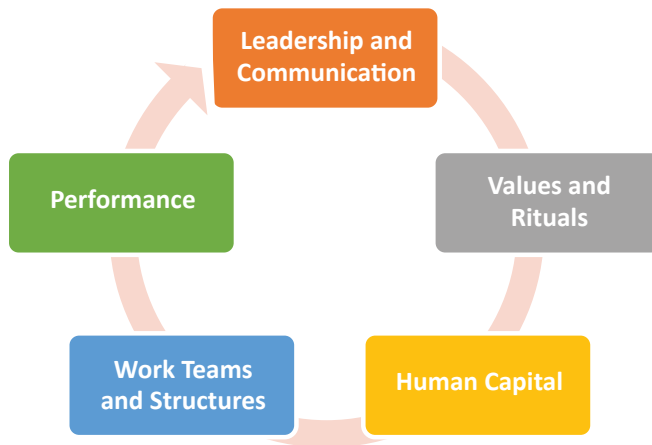 Leadership and
Communication
Values and
Rituals
Human Capital
Work Teams
and Structures
Performance